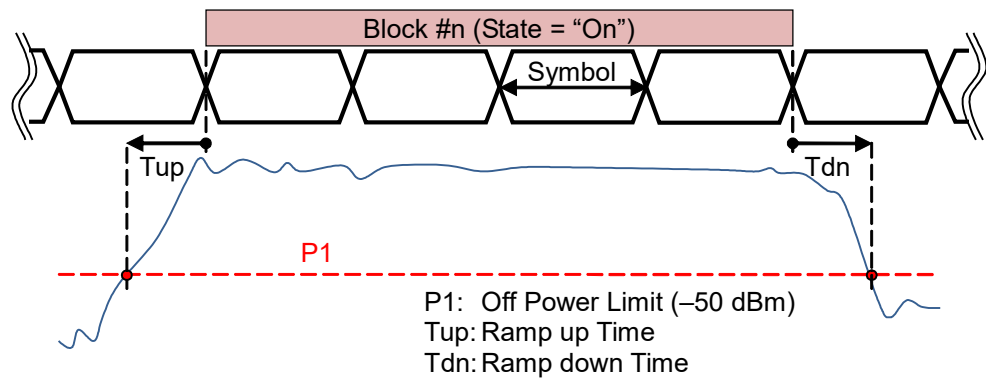 Block #n (State = “On”)
Symbol
Tup
Tdn
P1
P1: Off Power Limit (–50 dBm)
Tup: Ramp up Time
Tdn: Ramp down Time